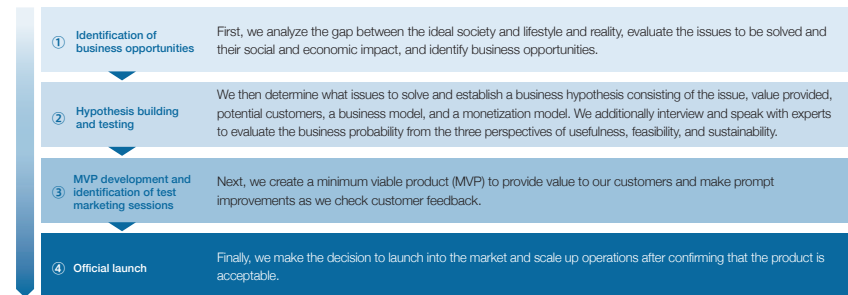 ① Identification of
business opportunities
First, we analyze the gap between the ideal society and lifestyle and reality, evaluate the issues to be solved and
their social and economic impact, and identify business opportunities.
② Hypothesis building
and testing
We then determine what issues to solve and establish a business hypothesis consisting of the issue, value provided,
potential customers, a business model, and a monetization model. We additionally interview and speak with experts
to evaluate the business probability from the three perspectives of usefulness, feasibility, and sustainability.
③ MVP development and
identification of test
marketing sessions
Next, we create a minimum viable product (MVP) to provide value to our customers and make prompt
improvements as we check customer feedback.
④ Official launch
Finally, we make the decision to launch into the market and scale up operations after confirming that the product is
acceptable.